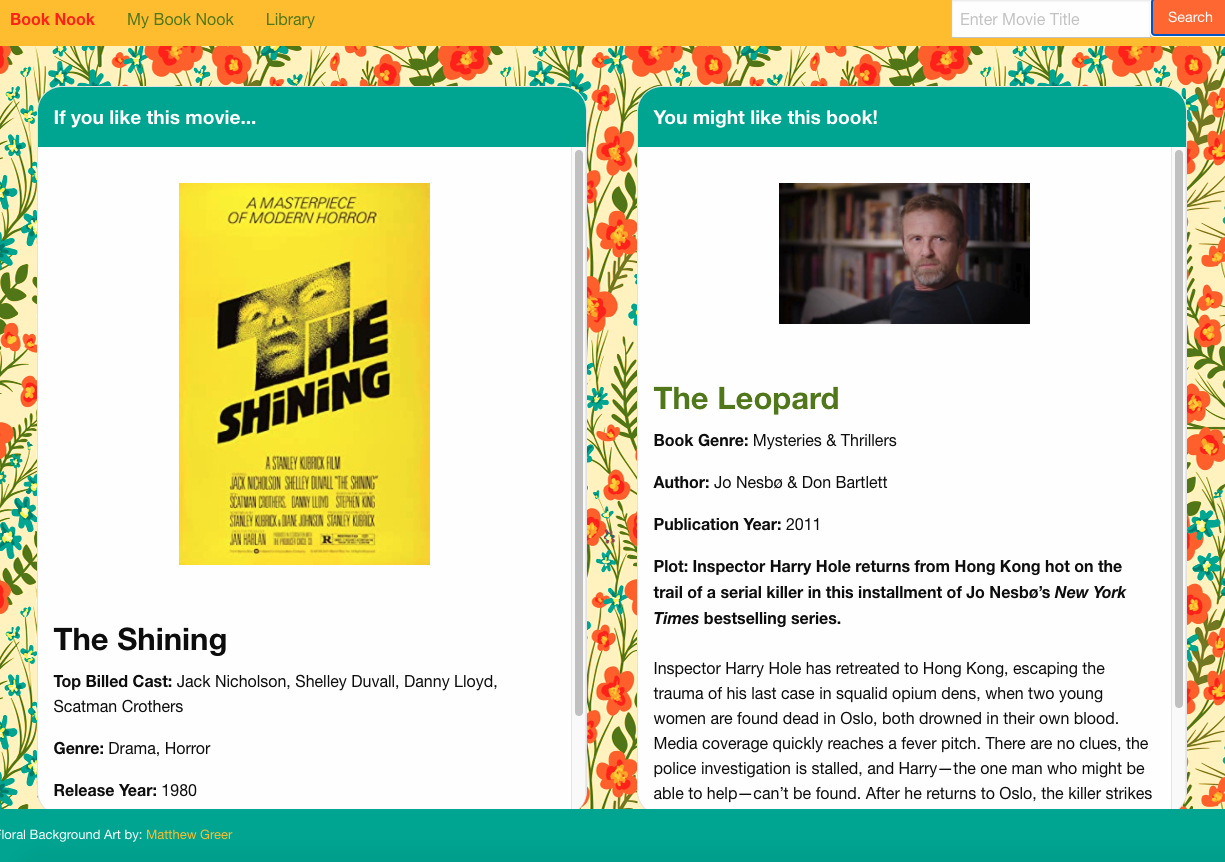 Book Nook My Book Nook Library Enter Movie Title Search
If you like this movie...
A MASTERPIECE
OF MODERN HORROR
THE
SHiNiNG
A STANLEY KUBRICK FILM
JACK NICHOLSON SHELLEY DUVALL "THE SHINING"
SCATMAN CROTHERS, DANNY LLOYD STEPHEN KING
STANLEY KUBRICK & DIANE JOHNSON STANLEY KUBRICK
JAN HARLAN R
The Shining
Top Billed Cast: Jack Nicholson, Shelley Duvall, Danny Lloyd,
Scatman Crothers
Genre: Drama, Horror
Release Year: 1980
You might like this book!
The Leopard
Book Genre: Mysteries & Thrillers
Author: Jo Nesbø & Don Bartlett
Publication Year: 2011
Plot: Inspector Harry Hole returns from Hong Kong hot on the
trail of a serial killer in this installment of Jo Nesbø’s New York
Times bestselling series.
Inspector Harry Hole has retreated to Hong Kong, escaping the
trauma of his last case in squalid opium dens, when two young
women are found dead in Oslo, both drowned in their own blood.
Media coverage quickly reaches a fever pitch. There are no clues, the
police investigation is stalled, and Harry—the one man who might be
able to help—can’t be found. After he returns to Oslo, the killer strikes
loral Background Art by: Matthew Greer